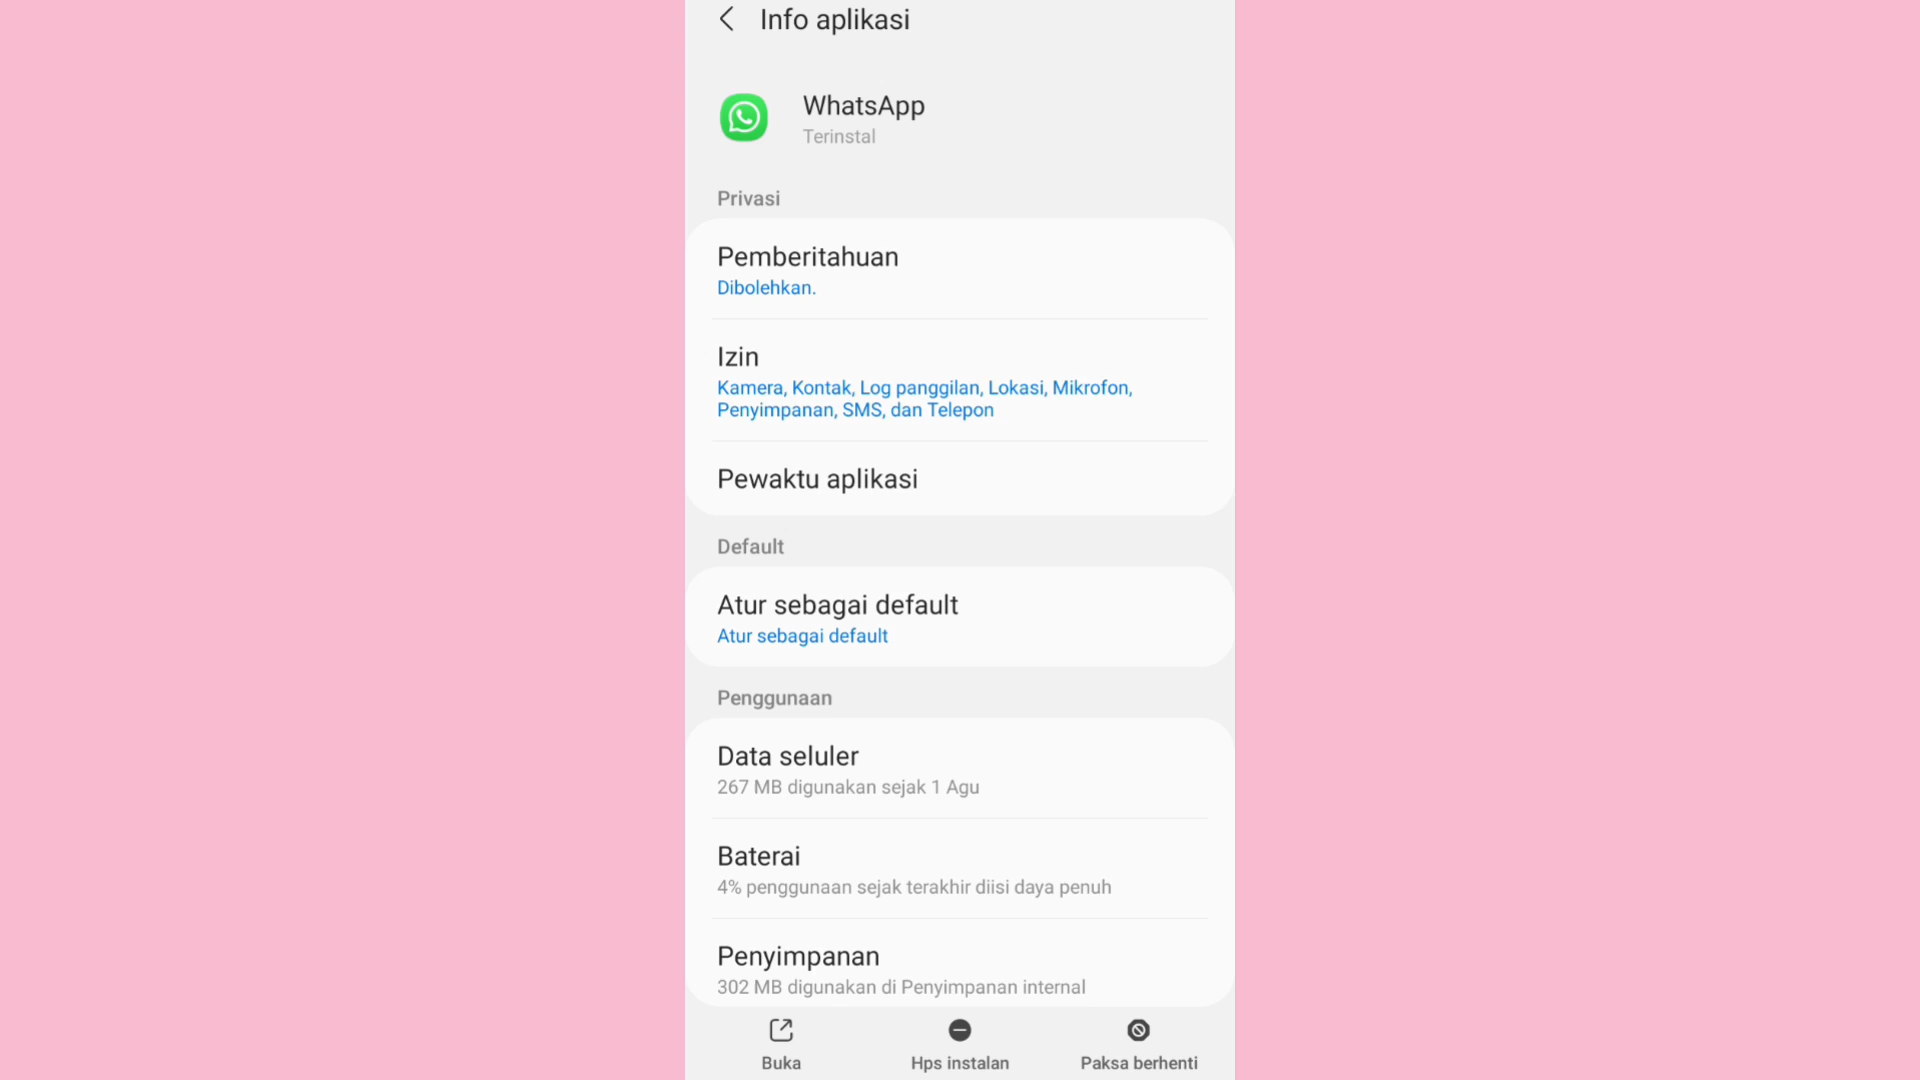 Info aplikasi
WhatsApp
Terinstal
Privasi
Pemberitahuan
Dibolehkan.
Izin
Kamera, Kontak, Log panggilan, Lokasi, Mikrofon,
Penyimpanan, SMS, dan Telepon
Pewaktu aplikasi
Default
Atur sebagai default
Atur sebagai default
Penggunaan
Data seluler
267 MB digunakan sejak 1 Agu
Baterai
4% penggunaan sejak terakhir diisi daya penuh
Penyimpanan
302 MB digunakan di Penyimpanan internal
Buka
Hps instalan
Paksa berhenti